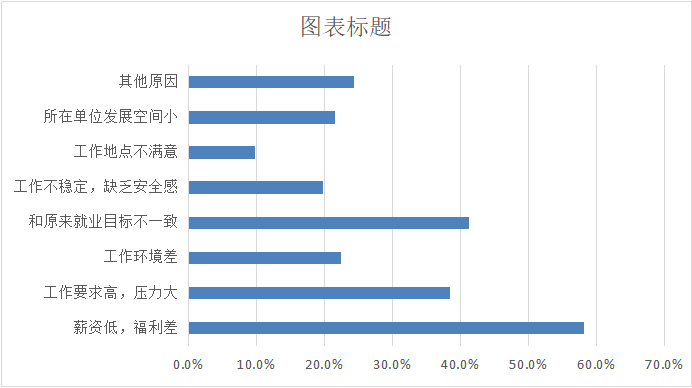 图表标题
其他原因
所在单位发展空间小
工作地点不满意
工作不稳定，缺乏安全感
和原来就业目标不一致
工作环境差
工作要求高，压力大
薪资低，福利差
0.0% 10.0% 20.0% 30.0% 40.0% 50.0% 60.0% 70.0%